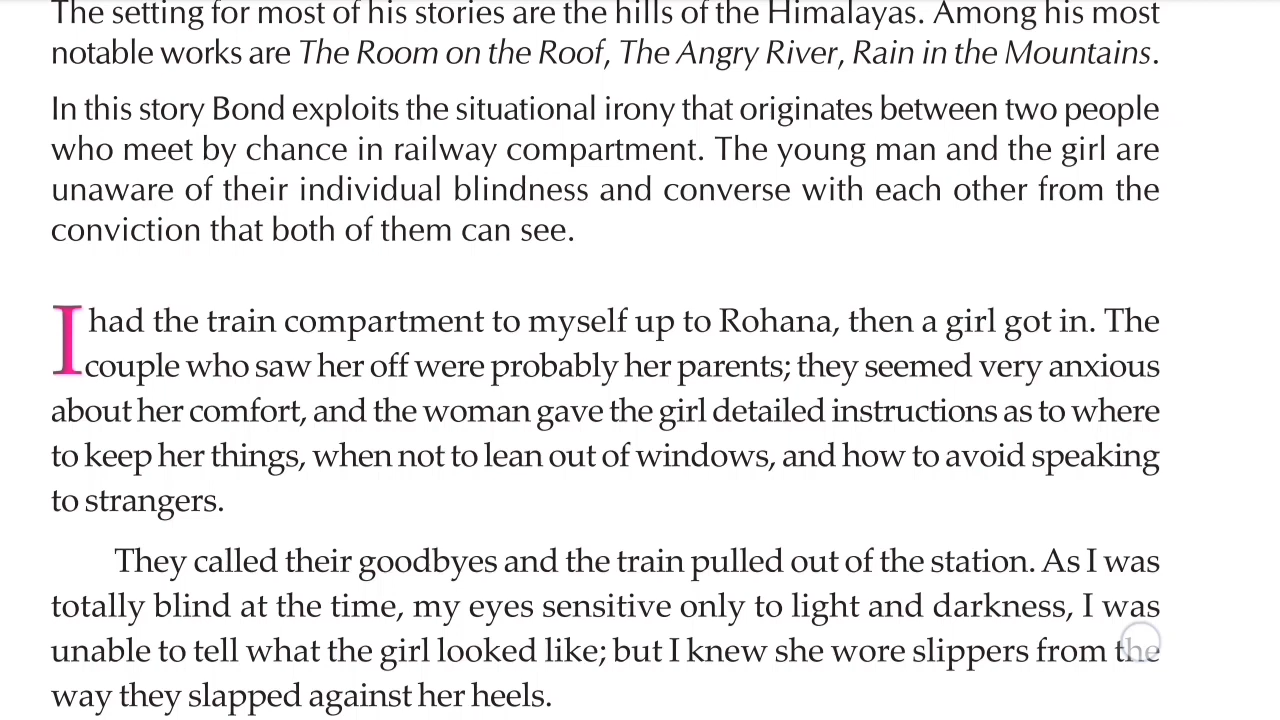 The setting for most of his stories are the hills of the Himalayas. Among his most
notable works are The Room on the Roof, The Angry River, Rain in the Mountains.
In this story Bond exploits the situational irony that originates between two people
who meet by chance in railway compartment. The young man and the girl are
unaware of their individual blindness and converse with each other from the
conviction that both of them can see.
I had the train compartment to myself up to Rohana, then a girl got in. The
couple who saw her off were probably her parents; they seemed very anxious
about her comfort, and the woman gave the girl detailed instructions as to where
to keep her things, when not to lean out of windows, and how to avoid speaking
to strangers.
They called their goodbyes and the train pulled out of the station. As I was
totally blind at the time, my eyes sensitive only to light and darkness, I was
unable to tell what the girl looked like; but I knew she wore slippers from the
way they slapped against her heels.